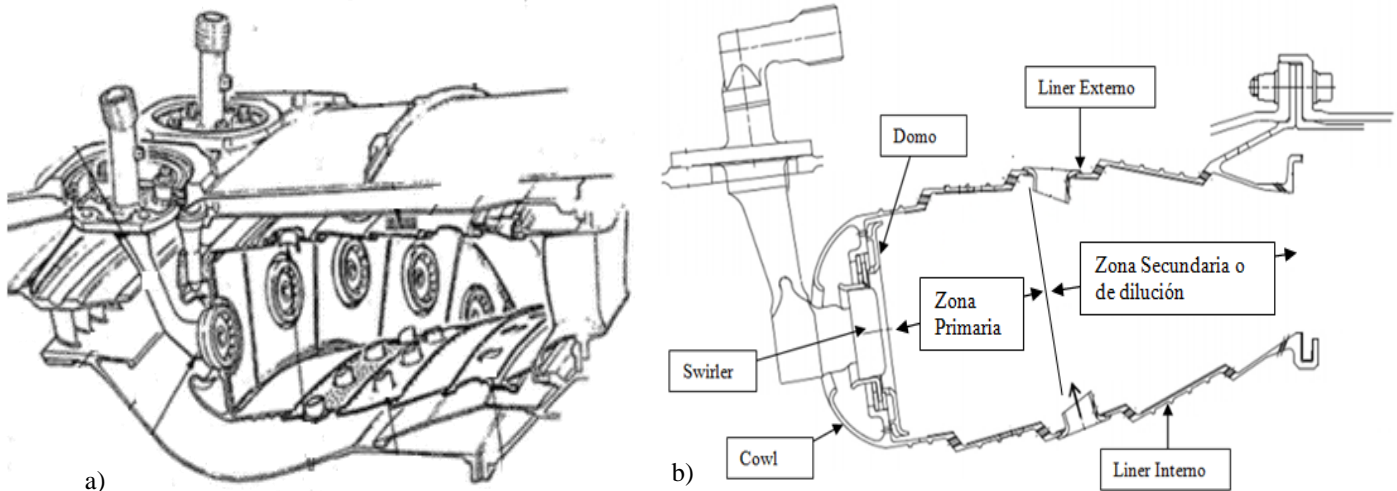 a)
b)
Liner Externo
Domo
Zona
Primaria
Zona Secundaria o
de dilución
Swirler
Cowl
Liner Interno